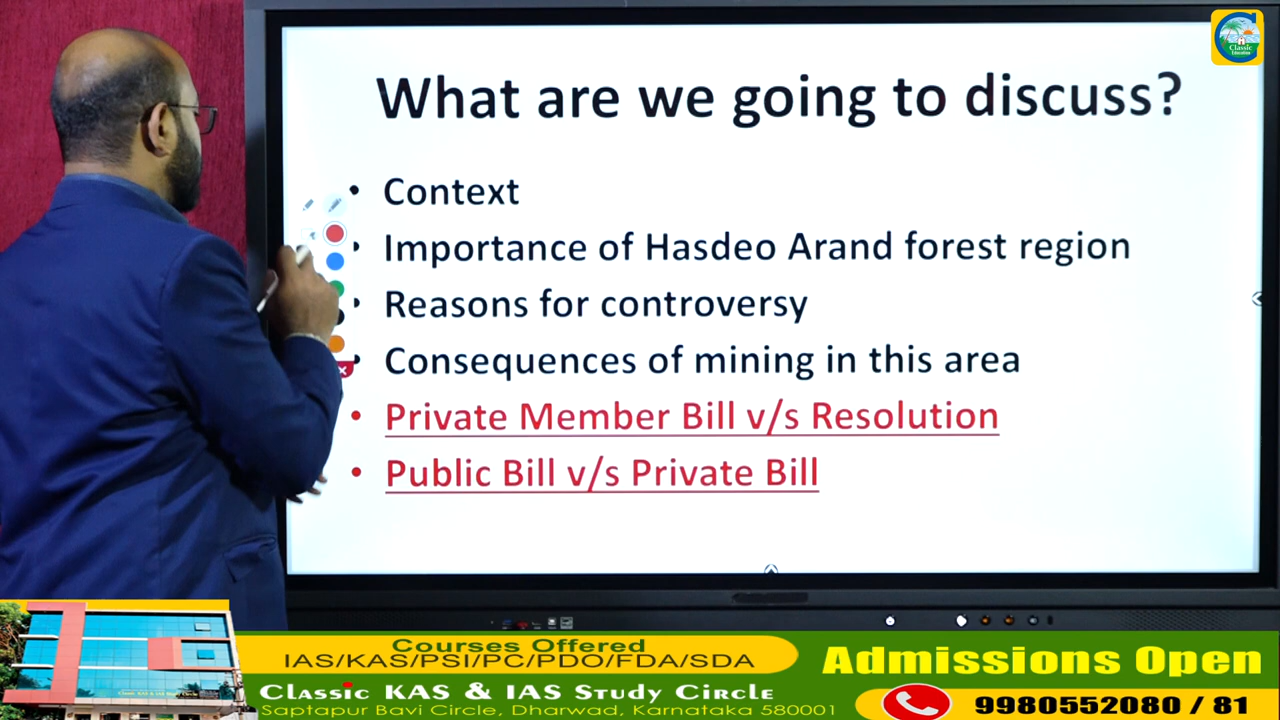 What are we going to discuss?
Classic
Education
• Context
• Importance of Hasdeo Arand forest region
• Reasons for controversy
• Consequences of mining in this area
• Private Member Bill v/s Resolution
• Public Bill v/s Private Bill
Courses Offered
IAS/KAS/PSI/PC/PDO/FDA/SDA
Classic KAS & IAS Study Circle
Saptapur Bavi Circle, Dharwad, Karnataka 580001
Admissions Open
9980552080 / 81